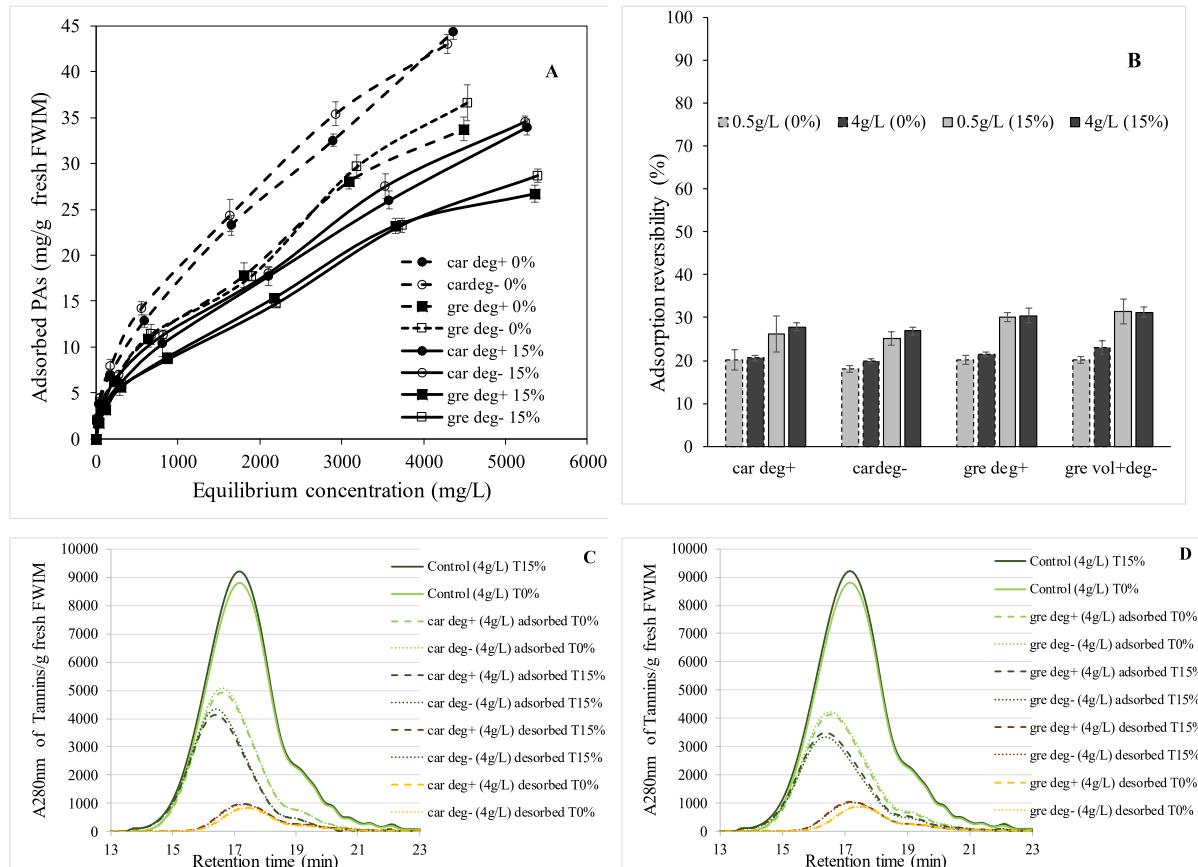 A
Adsorbed PAs (mg/g fresh FWIM)
45
40
35
30
25
20
15
10
5
0
0 1000 2000 3000 4000 5000 6000
Equilibrium concentration (mg/L)
car deg+ 0%
cardeg- 0%
gre deg+ 0%
gre deg- 0%
car deg+ 15%
car deg- 15%
gre deg+ 15%
gre deg- 15%
B
Adsorption reversibility (%)
100
90
80
70
60
50
40
30
20
10
0
0.5g/L (0%) 4g/L (0%) 0.5g/L (15%) 4g/L (15%)
car deg+ cardeg- gre deg+ gre vol+deg-
C
A280nm of Tannins/g fresh FWIM
10000
9000
8000
7000
6000
5000
4000
3000
2000
1000
0
13 15 17 19 21 23
Retention time (min)
Control (4g/L) T15%
Control (4g/L) T0%
car deg+ (4g/L) adsorbed T0%
car deg- (4g/L) adsorbed T0%
car deg+ (4g/L) adsorbed T15%
car deg- (4g/L) adsorbed T15%
car deg+ (4g/L) desorbed T15%
car deg- (4g/L) desorbed T15%
car deg+ (4g/L) desorbed T0%
car deg- (4g/L) desorbed T0%
D
A280nm of Tannins/g fresh FWIM
10000
9000
8000
7000
6000
5000
4000
3000
2000
1000
0
13 15 17 19 21 23
Retention time (min)
Control (4g/L) T15%
Control (4g/L) T0%
gre deg+ (4g/L) adsorbed T0%
gre deg- (4g/L) adsorbed T0%
gre deg+ (4g/L) adsorbed T15%
gre deg- (4g/L) adsorbed T15%
gre deg+ (4g/L) desorbed T15%
gre deg- (4g/L) desorbed T15%
gre deg+ (4g/L) desorbed T0%
gre deg- (4g/L) desorbed T0%